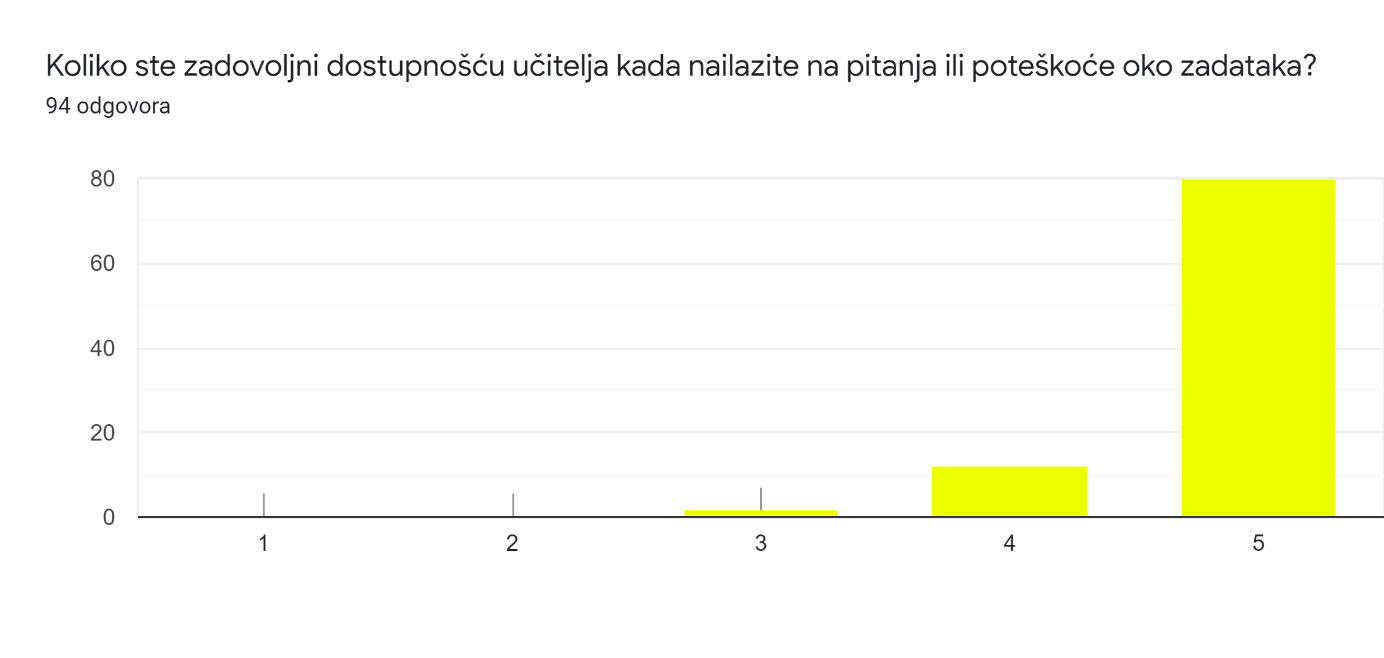 Koliko ste zadovoljni dostupnošću učitelja kada nailazite na pitanja ili poteškoće oko zadataka?
94 odgovora
80
60
40
20
0
1 2 3 4 5